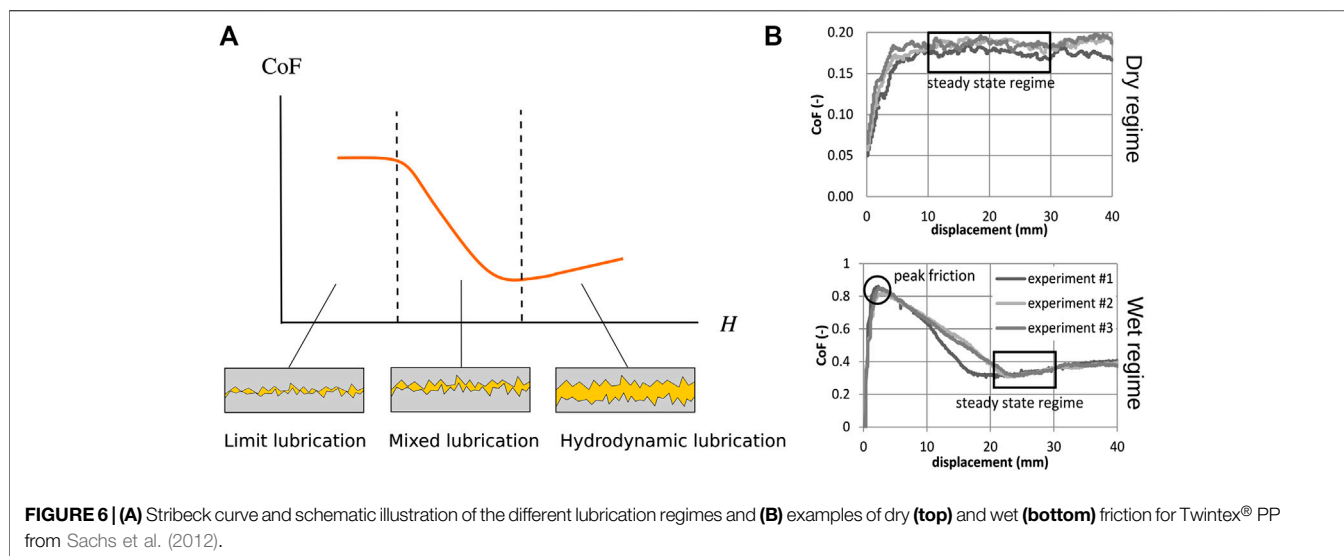 A
CoF
H
Limit lubrication
Mixed lubrication
Hydrodynamic lubrication
B
0.20
0.15
0.10
0.05
0.00
CoF (-)
steady state regime
0
10
20
30
40
displacement (mm)
Dry regime
1
0.8
0.6
0.4
0.2
0
CoF (-)
peak friction
experiment #1
experiment #2
experiment #3
steady state regime
0
10
20
30
40
displacement (mm)
Wet regime
FIGURE 6 | (A) Stribeck curve and schematic illustration of the different lubrication regimes and (B) examples of dry (top) and wet (bottom) friction for Twintex® PP
from Sachs et al. (2012).